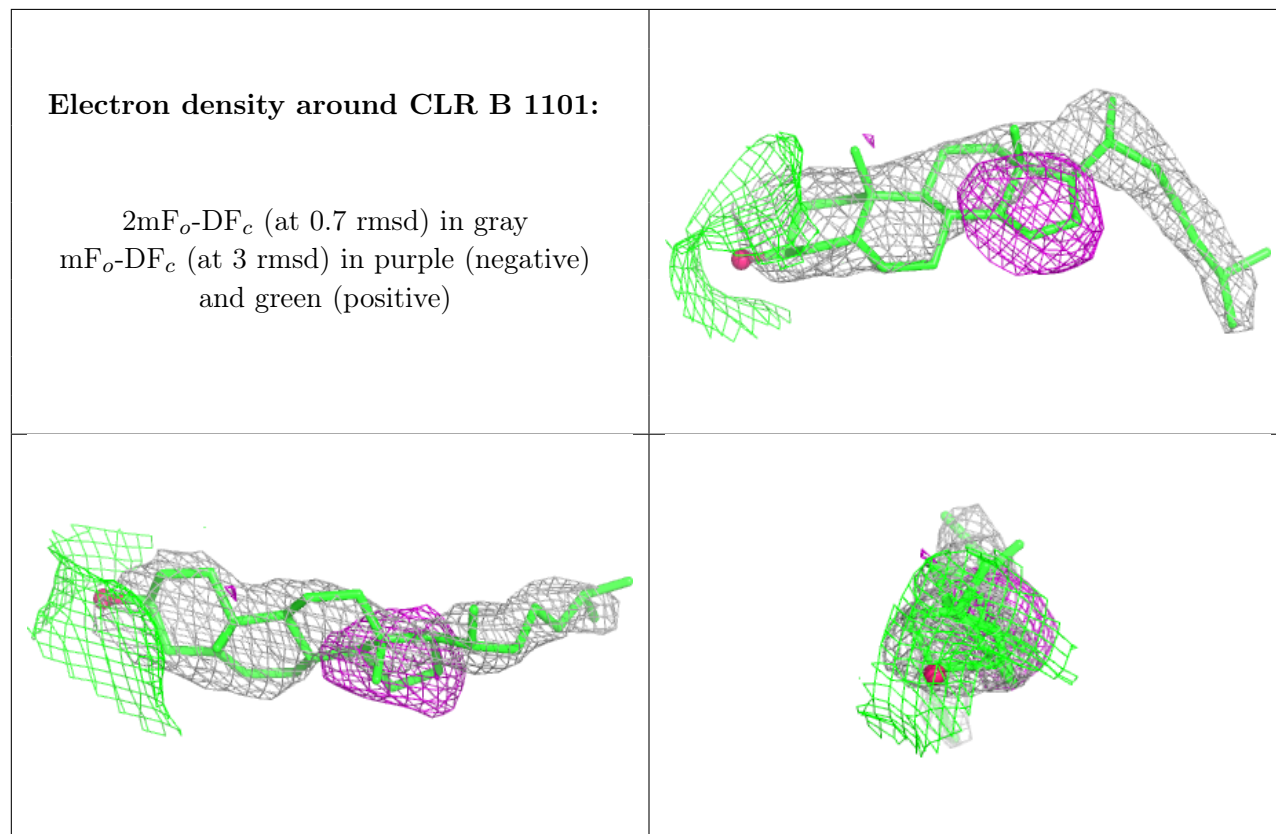 Electron density around CLR B 1101:
2mFₒ-DF𝒸 (at 0.7 rmsd) in gray
mFₒ-DF𝒸 (at 3 rmsd) in purple (negative)
and green (positive)